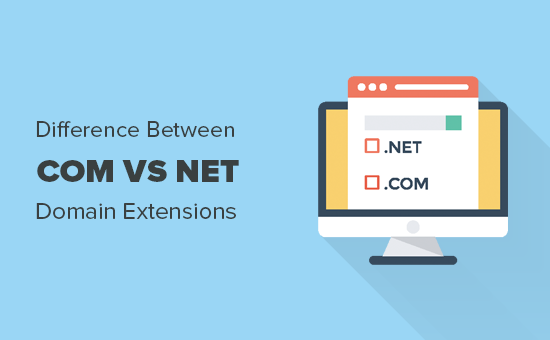 Difference Between
COM VS NET
Domain Extensions
.NET
.COM